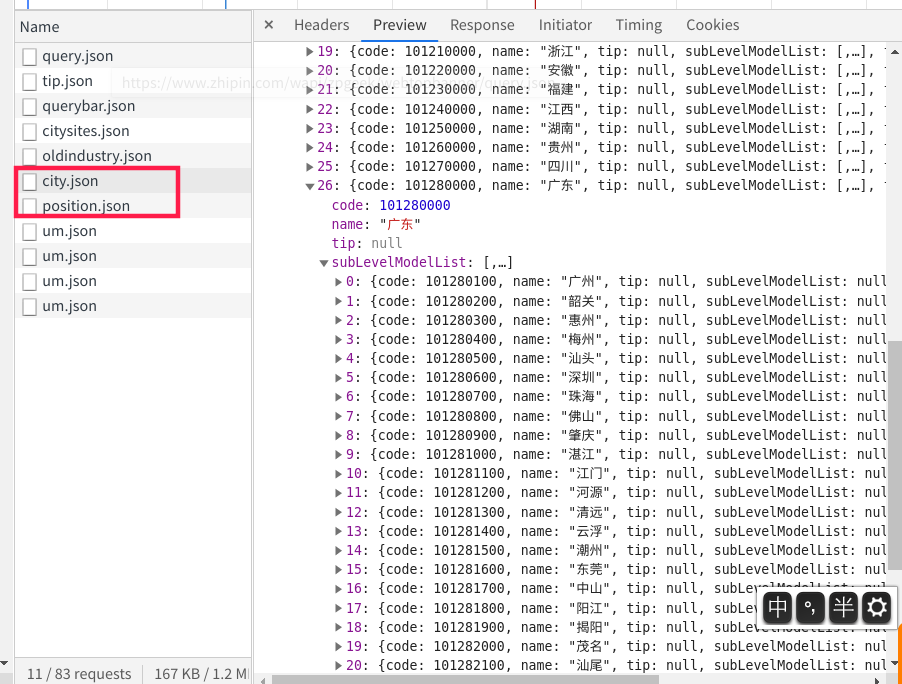 Name
query.json
tip.json
querybar.json
citysites.json
oldindustry.json
city.json
position.json
um.json
um.json
um.json
um.json
11 / 83 requests
167 KB / 1.2 M
× Headers Preview Response Initiator Timing Cookies
19: {code: 101210000, name: "浙江", tip: null, subLevelModelList: [,…],
20: {code: 101220000, name: "安徽", tip: null, subLevelModelList: [,…],
21: {code: 101230000, name: "福建", tip: null, subLevelModelList: [,…],
22: {code: 101240000, name: "江西", tip: null, subLevelModelList: [,…],
23: {code: 101250000, name: "湖南", tip: null, subLevelModelList: [,…],
24: {code: 101260000, name: "贵州", tip: null, subLevelModelList: [,…],
25: {code: 101270000, name: "四川", tip: null, subLevelModelList: [,…],
26: {code: 101280000, name: "广东", tip: null, subLevelModelList: [,…],
code: 101280000
name: "广东"
tip: null
subLevelModelList: [,…]
0: {code: 101280100, name: "广州", tip: null, subLevelModelList: null
1: {code: 101280200, name: "韶关", tip: null, subLevelModelList: null
2: {code: 101280300, name: "惠州", tip: null, subLevelModelList: null
3: {code: 101280400, name: "梅州", tip: null, subLevelModelList: null
4: {code: 101280500, name: "汕头", tip: null, subLevelModelList: null
5: {code: 101280600, name: "深圳", tip: null, subLevelModelList: null
6: {code: 101280700, name: "珠海", tip: null, subLevelModelList: null
7: {code: 101280800, name: "佛山", tip: null, subLevelModelList: null
8: {code: 101280900, name: "肇庆", tip: null, subLevelModelList: null
9: {code: 101281000, name: "湛江", tip: null, subLevelModelList: null
10: {code: 101281100, name: "江门", tip: null, subLevelModelList: nul
11: {code: 101281200, name: "河源", tip: null, subLevelModelList: nul
12: {code: 101281300, name: "清远", tip: null, subLevelModelList: nul
13: {code: 101281400, name: "云浮", tip: null, subLevelModelList: nul
14: {code: 101281500, name: "潮州", tip: null, subLevelModelList: nul
15: {code: 101281600, name: "东莞", tip: null, subLevelModelList: nul
16: {code: 101281700, name: "中山", tip: null, subLevelModelList: nul
17: {code: 101281800, name: "阳江", tip: null,
18: {code: 101281900, name: "揭阳", tip: null,
19: {code: 101282000, name: "茂名", tip: null, subLevelModelList: nul
20: {code: 101282100, name: "汕尾", tip: null, subLevelModelList: nul
中 °, 半